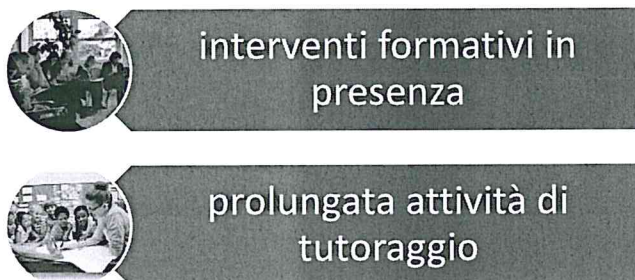 interventi formativi in
presenza
prolungata attività di
tutoraggio